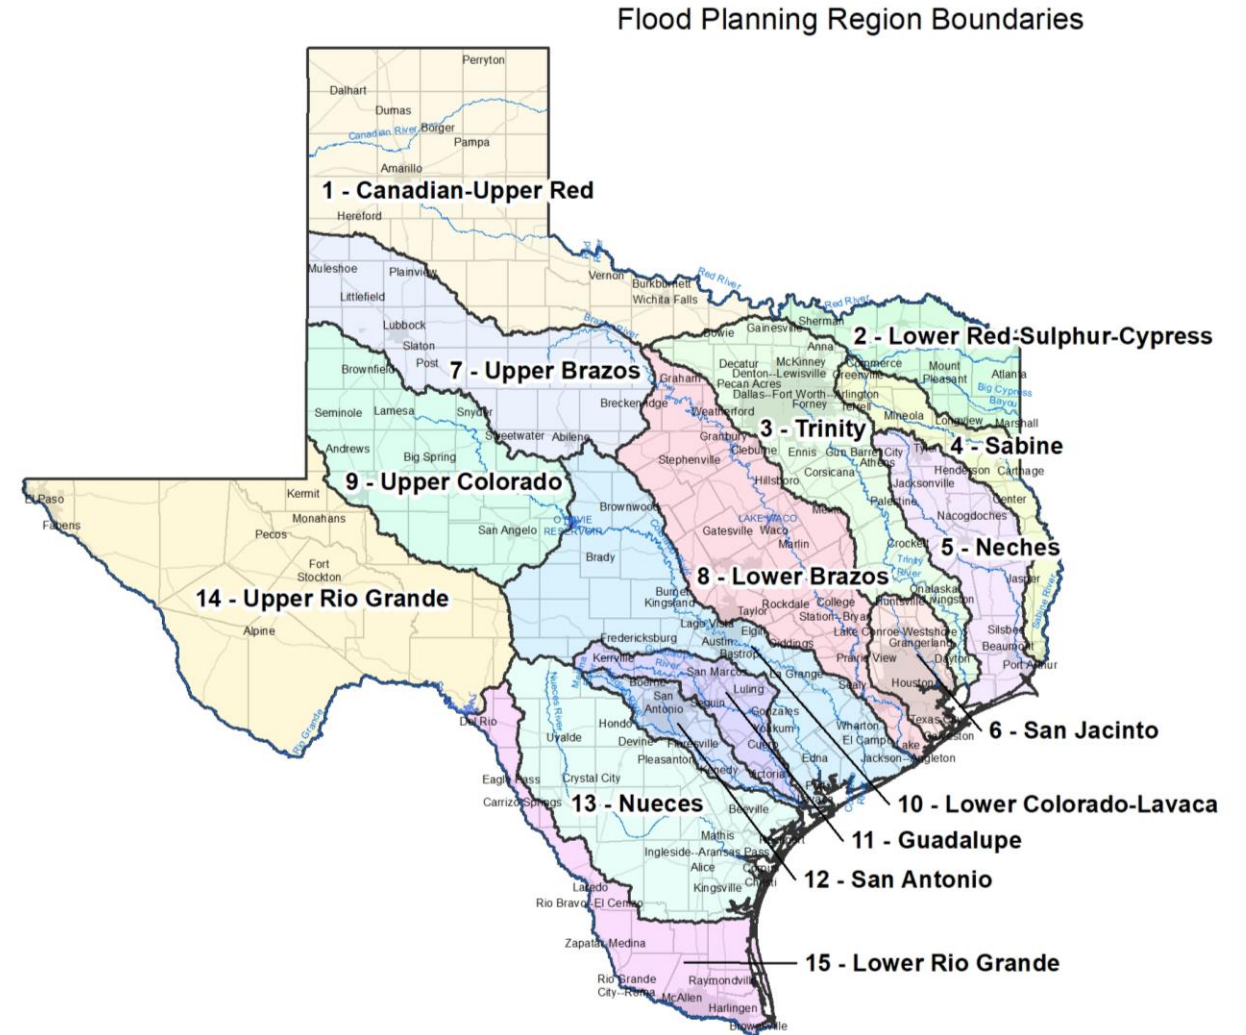 Flood Planning Region Boundaries
Perryton
Dalhart
Dumas
Canadian River
Borger
Pampa
Amarillo
1 - Canadian-Upper Red
Hereford
Muleshoe
Plainview
Vernon
Burkburnett
Wichita Falls
Red River
Red River
Littlefield
Lubbock
Slaton
Post
Brownfield
7 - Upper Brazos
Bowie
Gainesville
Sherman
Anna
2 - Lower Red-Sulphur-Cypress
Commerce
Greenville
Mount
Pleasant
Atlanta
Big Cypress
Bayou
Decatur
McKinney
Denton--Lewisville
Pecan Acres
Dallas--Fort Worth--Arlington
Forney
Terrell
Graham
Breckenridge
Weatherford
Mineola
Longview
Marshall
Seminole
Lamesa
Snyder
Sweetwater
Abilene
Granbury
Cleburne
3 - Trinity
4 - Sabine
Andrews
Big Spring
Stephenville
Ennis
Gun Barrel City
Athens
Corsicana
Hillsboro
Henderson
Carthage
Jacksonville
9 - Upper Colorado
El Paso
Fabens
Kermit
Monahans
Pecos
San Angelo
Brownwood
Palestine
Center
Nacogdoches
LAKE WACO
Gatesville
Waco
Marlin
Brady
Crockett
5 - Neches
Trinity
River
Fort
Stockton
14 - Upper Rio Grande
8 - Lower Brazos
Jasper
Onalaska
Livingston
Huntsville
Burnet
Kingsland
Taylor
Rockdale
College
Station--Bryan
Sabine River
Alpine
Lago Vista
Elgin
Austin
Giddings
Bastrop
Lake Conroe Westshore
Grangerland
Silsbee
Beaumont
Port Arthur
Fredericksburg
Kerrville
River
Prairie View
Dayton
Boerne
San Marcos
La Grange
Houston
Sealy
Luling
San
Antonio
Seguin
Gonzales
Yoakum
Nueces River
Rio Grande
Del Rio
Hondo
Uvalde
Devine
Floresville
Cuero
Wharton
El Campo
Lake
Jackson--Angleton
6 - San Jacinto
Pleasanton
Kenedy
Victoria
Edna
Eagle Pass
Crystal City
Carrizo Springs
13 - Nueces
Beeville
10 - Lower Colorado-Lavaca
11 - Guadalupe
Mathis
Ingleside--Aransas Pass
Alice
Kingsville
12 - San Antonio
Laredo
Rio Bravo--El Cenizo
Zapata--Medina
15 - Lower Rio Grande
Rio Grande
City--Roma
Raymondville
McAllen
Harlingen
Brownsville